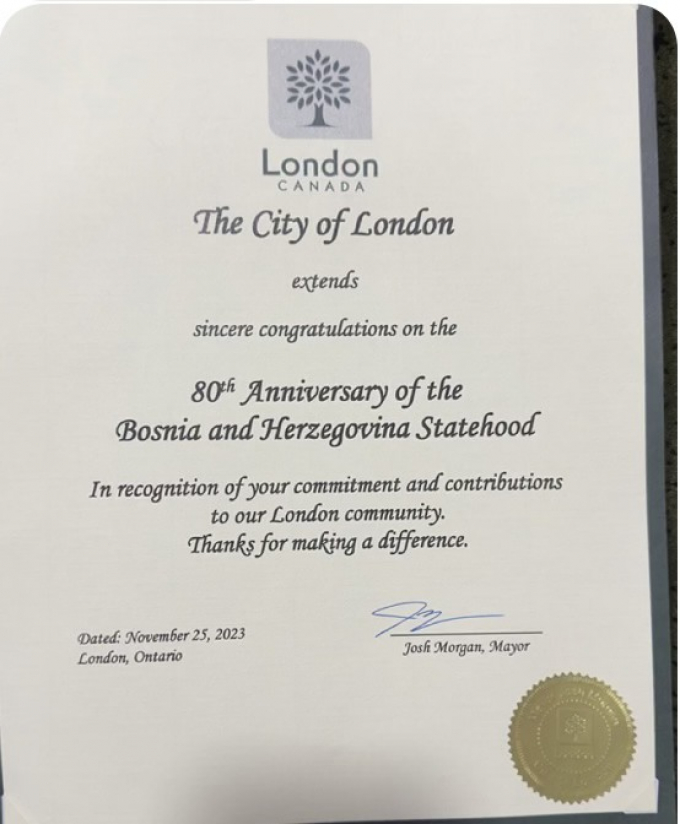 London
CANADA
The City of London
extends
sincere congratulations on the
80th Anniversary of the
Bosnia and Herzegovina Statehood
In recognition of your commitment and contributions
to our London community.
Thanks for making a difference.
Dated: November 25, 2023
London, Ontario
Josh Morgan, Mayor